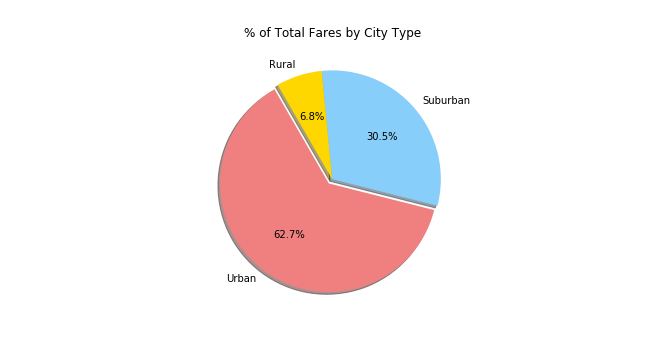 % of Total Fares by City Type
Rural
Suburban
6.8%
30.5%
62.7%
Urban